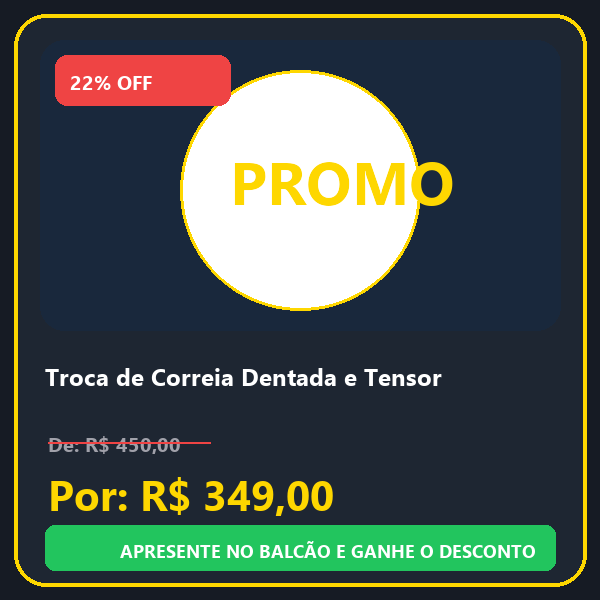 22% OFF
PROMO
Troca de Correia Dentada e Tensor
De: R$ 450,00
Por: R$ 349,00
APRESENTE NO BALCÃO E GANHE O DESCONTO